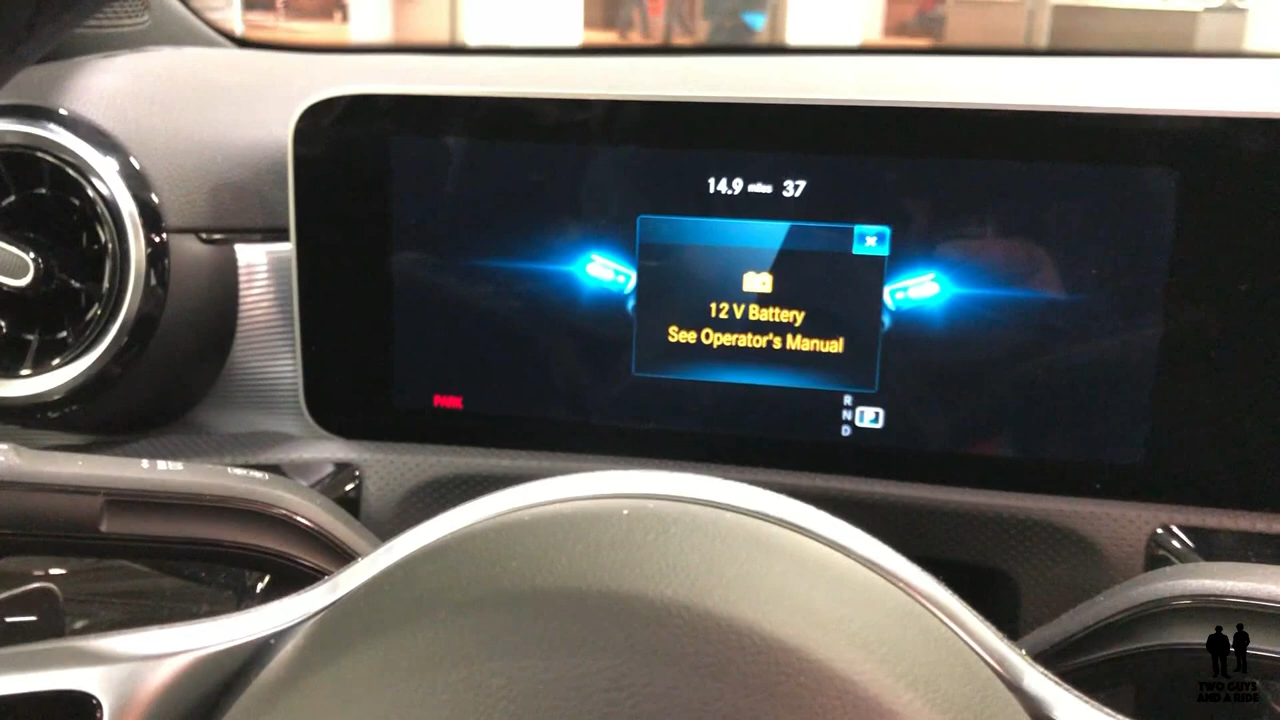 14.9 miles 37
12 V Battery
See Operator's Manual
PARK
R
N
D
P
TWO GUYS
AND A RIDE